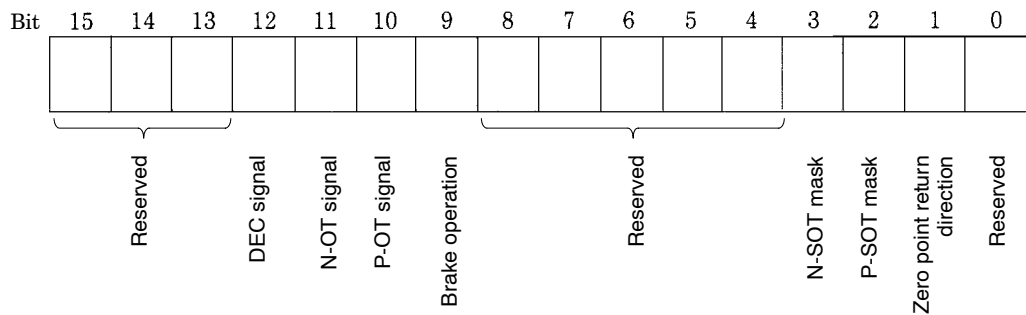 Bit 15 14 13 12 11 10 9 8 7 6 5 4 3 2 1 0
Reserved
DEC signal
N-OT signal
P-OT signal
Brake operation
Reserved
N-SOT mask
P-SOT mask
Zero point return
direction
Reserved